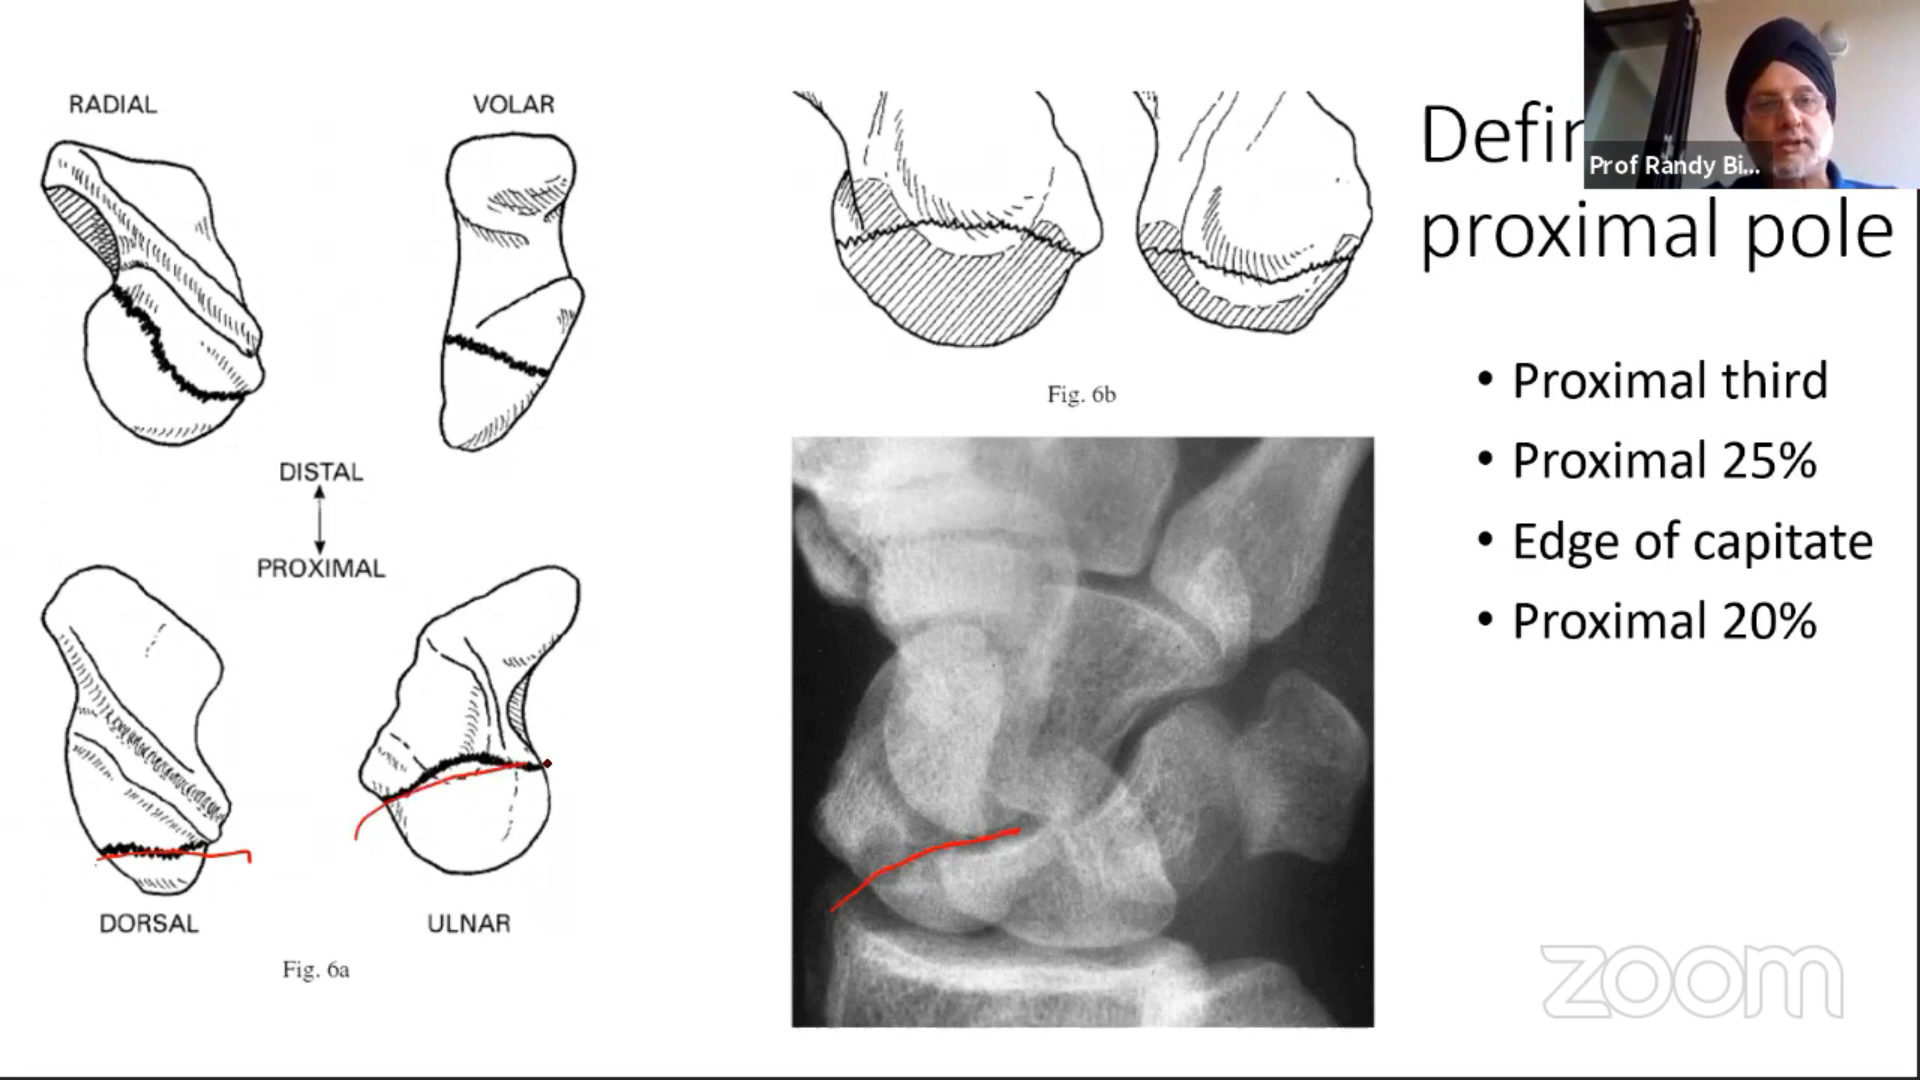 RADIAL
VOLAR
DISTAL
PROXIMAL
DORSAL
ULNAR
Fig. 6a
Fig. 6b
proximal pole
• Proximal third
• Proximal 25%
• Edge of capitate
• Proximal 20%
Prof Randy Bi...
zoom